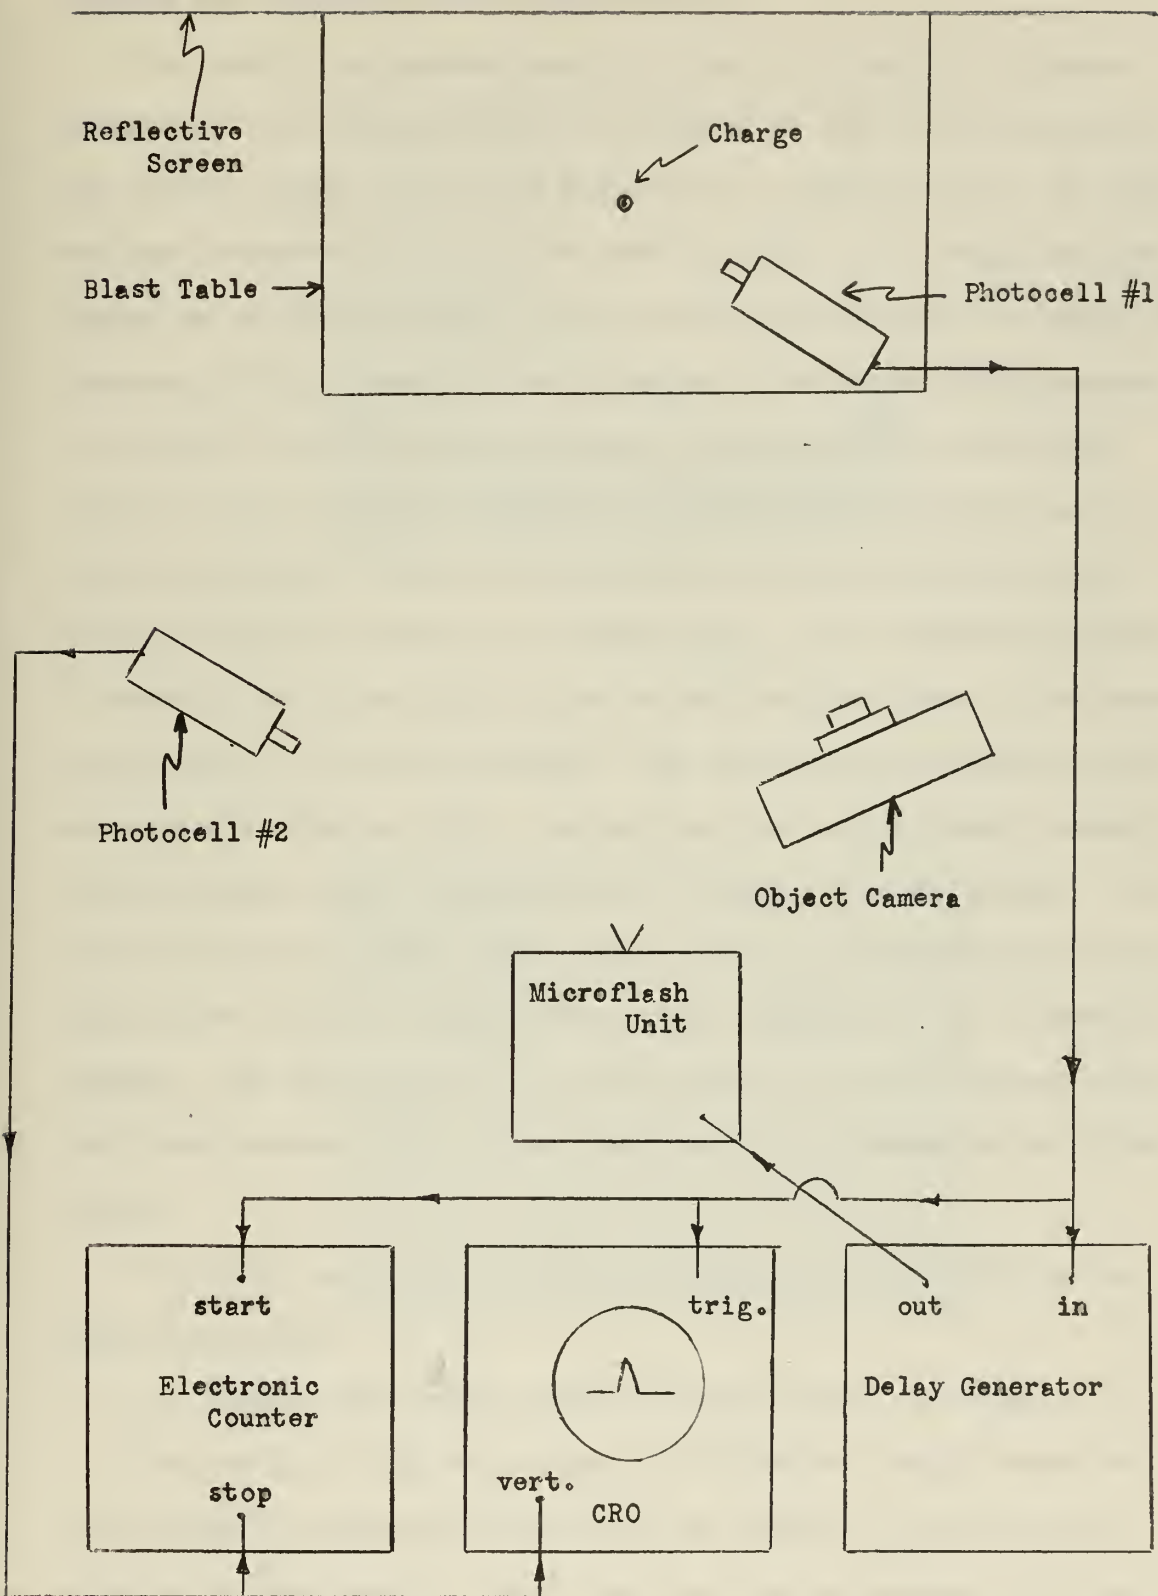 Reflective
Screen
Charge
Blast Table
Photocell #1
Photocell #2
Object Camera
Microflash
Unit
start
trig.
out
in
Electronic
Counter
Delay Generator
stop
vert.
CRO